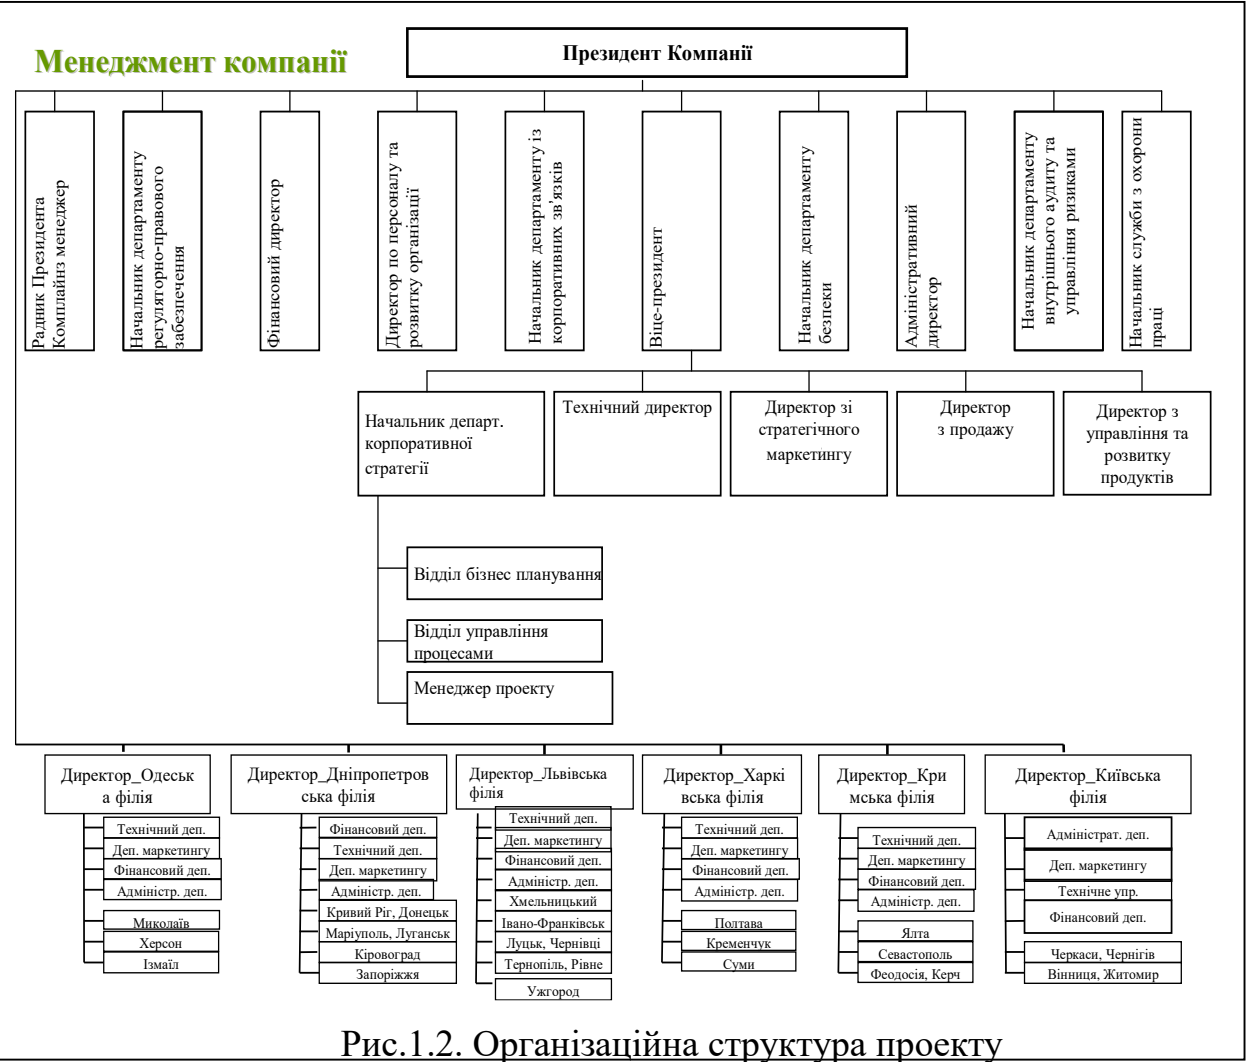 Менеджмент компанії
Президент Компанії
Радник Президента
Комплайнз менеджер
Начальник департаменту
регуляторно-правового
забезпечення
Фінансовий директор
Директор по персоналу та
розвитку організації
Начальник департаменту із
корпоративних зв'язків
Віце-президент
Начальник департаменту
безпеки
Адміністративний
директор
Начальник департаменту
внутрішнього аудиту та
управління ризиками
Начальник служби з охорони
праці
Начальник департ.
корпоративної
стратегії
Технічний директор
Директор зі
стратегічного
маркетингу
Директор
з продажу
Директор з
управління та
розвитку
продуктів
Відділ бізнес планування
Відділ управління
процесами
Менеджер проекту
Директор_Одеськ
а філія
Технічний деп.
Деп. маркетингу
Фінансовий деп.
Адміністр. деп.
Миколаїв
Херсон
Ізмаїл
Директор_Дніпропетров
ська філія
Фінансовий деп.
Технічний деп.
Деп. маркетингу
Адміністр. деп.
Кривий Ріг, Донецьк
Маріуполь, Луганськ
Кіровоград
Запоріжжя
Директор_Львівська
філія
Технічний деп.
Деп. маркетингу
Фінансовий деп.
Адміністр. деп.
Хмельницький
Івано-Франківськ
Луцьк, Чернівці
Тернопіль, Рівне
Ужгород
Директор_Харкі
вська філія
Технічний деп.
Деп. маркетингу
Фінансовий деп.
Адміністр. деп.
Полтава
Кременчук
Суми
Директор_Кри
мська філія
Технічний деп.
Деп. маркетингу
Фінансовий деп.
Адміністр. деп.
Ялта
Севастополь
Феодосія, Керч
Директор_Київська
філія
Адміністрат. деп.
Деп. маркетингу
Технічне упр.
Фінансовий деп.
Черкаси, Чернігів
Вінниця, Житомир
Рис.1.2. Організаційна структура проекту